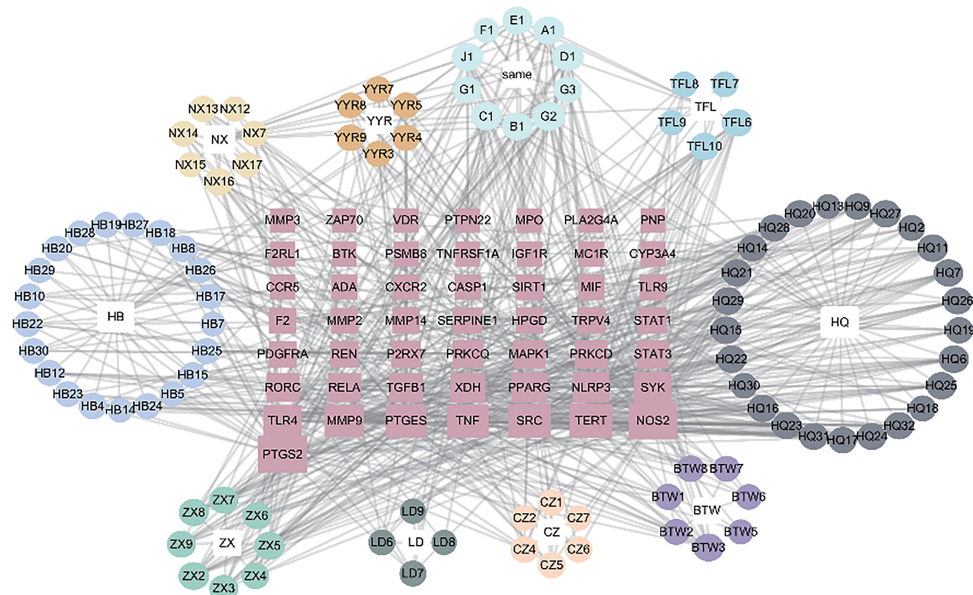 E1
F1
A1
J1
same
D1
G1
G3
C1
G2
B1
YYR7
YYR8
YYR5
YYR
YYR9
YYR4
YYR3
TFL8
TFL7
TFL
TFL9
TFL6
TFL10
NX13
NX12
NX14
NX
NX7
NX15
NX17
NX16
HB19
HB27
HB28
HB18
HB20
HB8
HB29
HB26
HB10
HB17
HB
HB22
HB7
HB30
HB25
HB12
HB15
HB23
HB5
HB4
HB14
HB24
MMP3
ZAP70
VDR
PTPN22
MPO
PLA2G4A
PNP
F2RL1
BTK
PSMB6
TNFRSF1A
IGF1R
MC1R
CYP3A4
CCR5
ADA
CXCR2
CASP1
SIRT1
MIF
TLR9
F2
MMP2
MMP14
SERPINE1
HPGD
TRPV4
STAT1
PDGFRA
REN
P2RX7
PRKCQ
MAPK1
PRKCD
STAT3
RORC
RELA
TGFB1
XDH
PPARG
NLRP3
SYK
TLR4
MMP9
PTGES
TNF
SRC
TERT
NOS2
PTGS2
HQ13
HQ9
HQ20
HQ27
HQ28
HQ2
HQ14
HQ11
HQ21
HQ7
HQ29
HQ26
HQ
HQ15
HQ19
HQ22
HQ6
HQ30
HQ25
HQ16
HQ18
HQ23
HQ32
HQ31
HQ17
HQ24
ZX7
ZX8
ZX6
ZX9
ZX
ZX5
ZX2
ZX4
ZX3
LD9
LD6
LD
LD8
LD7
CZ1
CZ2
CZ7
CZ
CZ4
CZ6
CZ5
BTW8
BTW7
BTW1
BTW6
BTW
BTW2
BTW5
BTW3